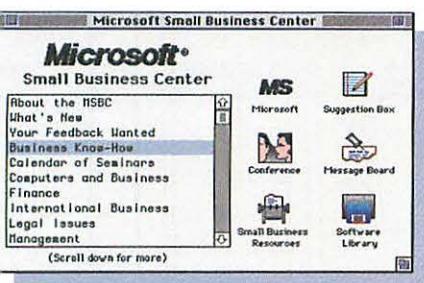 Microsoft Small Business Center
Microsoft®
Small Business Center
About the MSBC
What's New
Your Feedback Wanted
Business Know-How
Calendar of Seminars
Computers and Business
Finance
International Business
Legal Issues
Management
(Scroll down for more)
MS
Microsoft
Suggestion Box
Conference
Message Board
Small Business
Resources
Software
Library